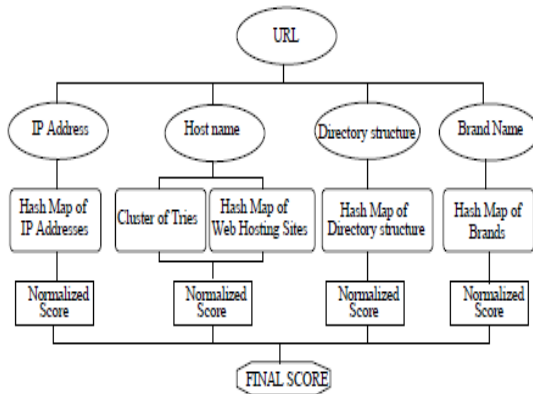 URL
IP Address
Host name
Directory structure
Brand Name
Hash Map of
IP Addresses
Cluster of Tries
Hash Map of
Web Hosting Sites
Hash Map of
Directory structure
Hash Map of
Brands
Normalized
Score
Normalized
Score
Normalized
Score
Normalized
Score
FINAL SCORE